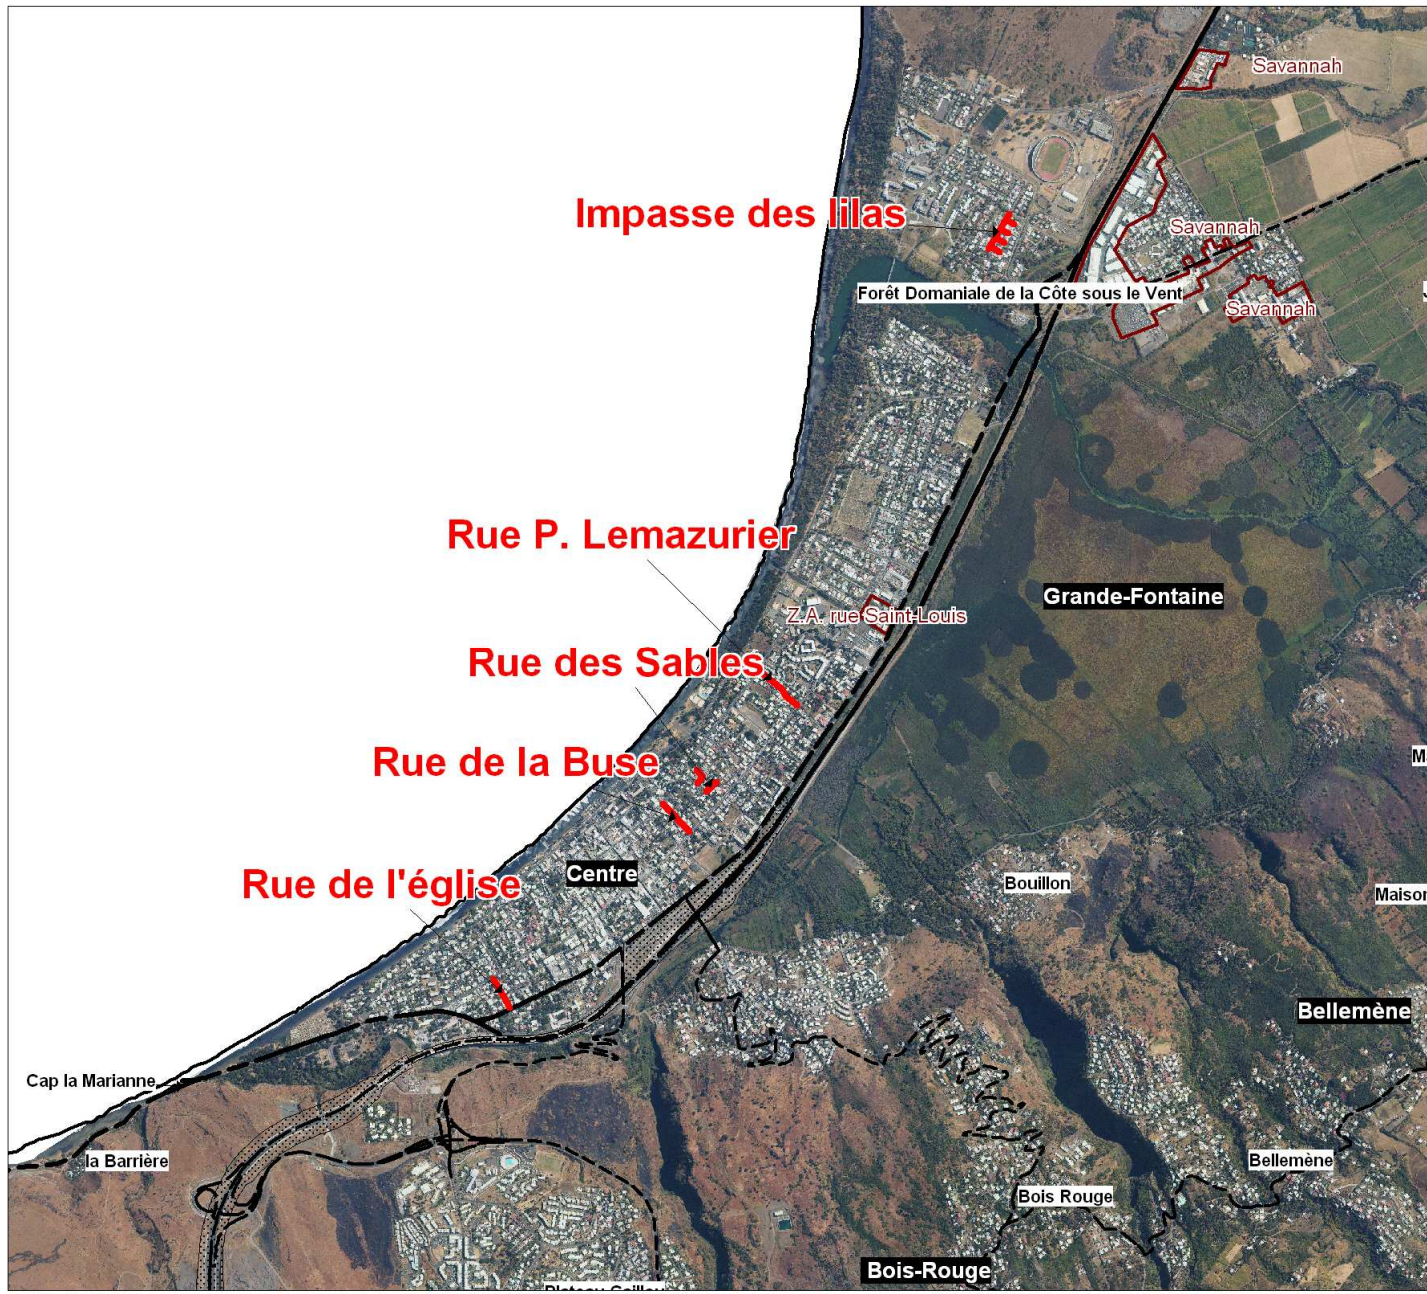 Savannah
Impasse des lilas
Savannah
Forêt Domaniale de la Côte sous le Vent
Savannah
Rue P. Lemazurier
Grande-Fontaine
Z.A. rue Saint-Louis
Rue des Sables
Rue de la Buse
Centre
Rue de l'église
Bouillon
Maison
Bellemène
Cap la Marianne
la Barrière
Bellemène
Bois Rouge
Bois-Rouge
Plateau Caillou